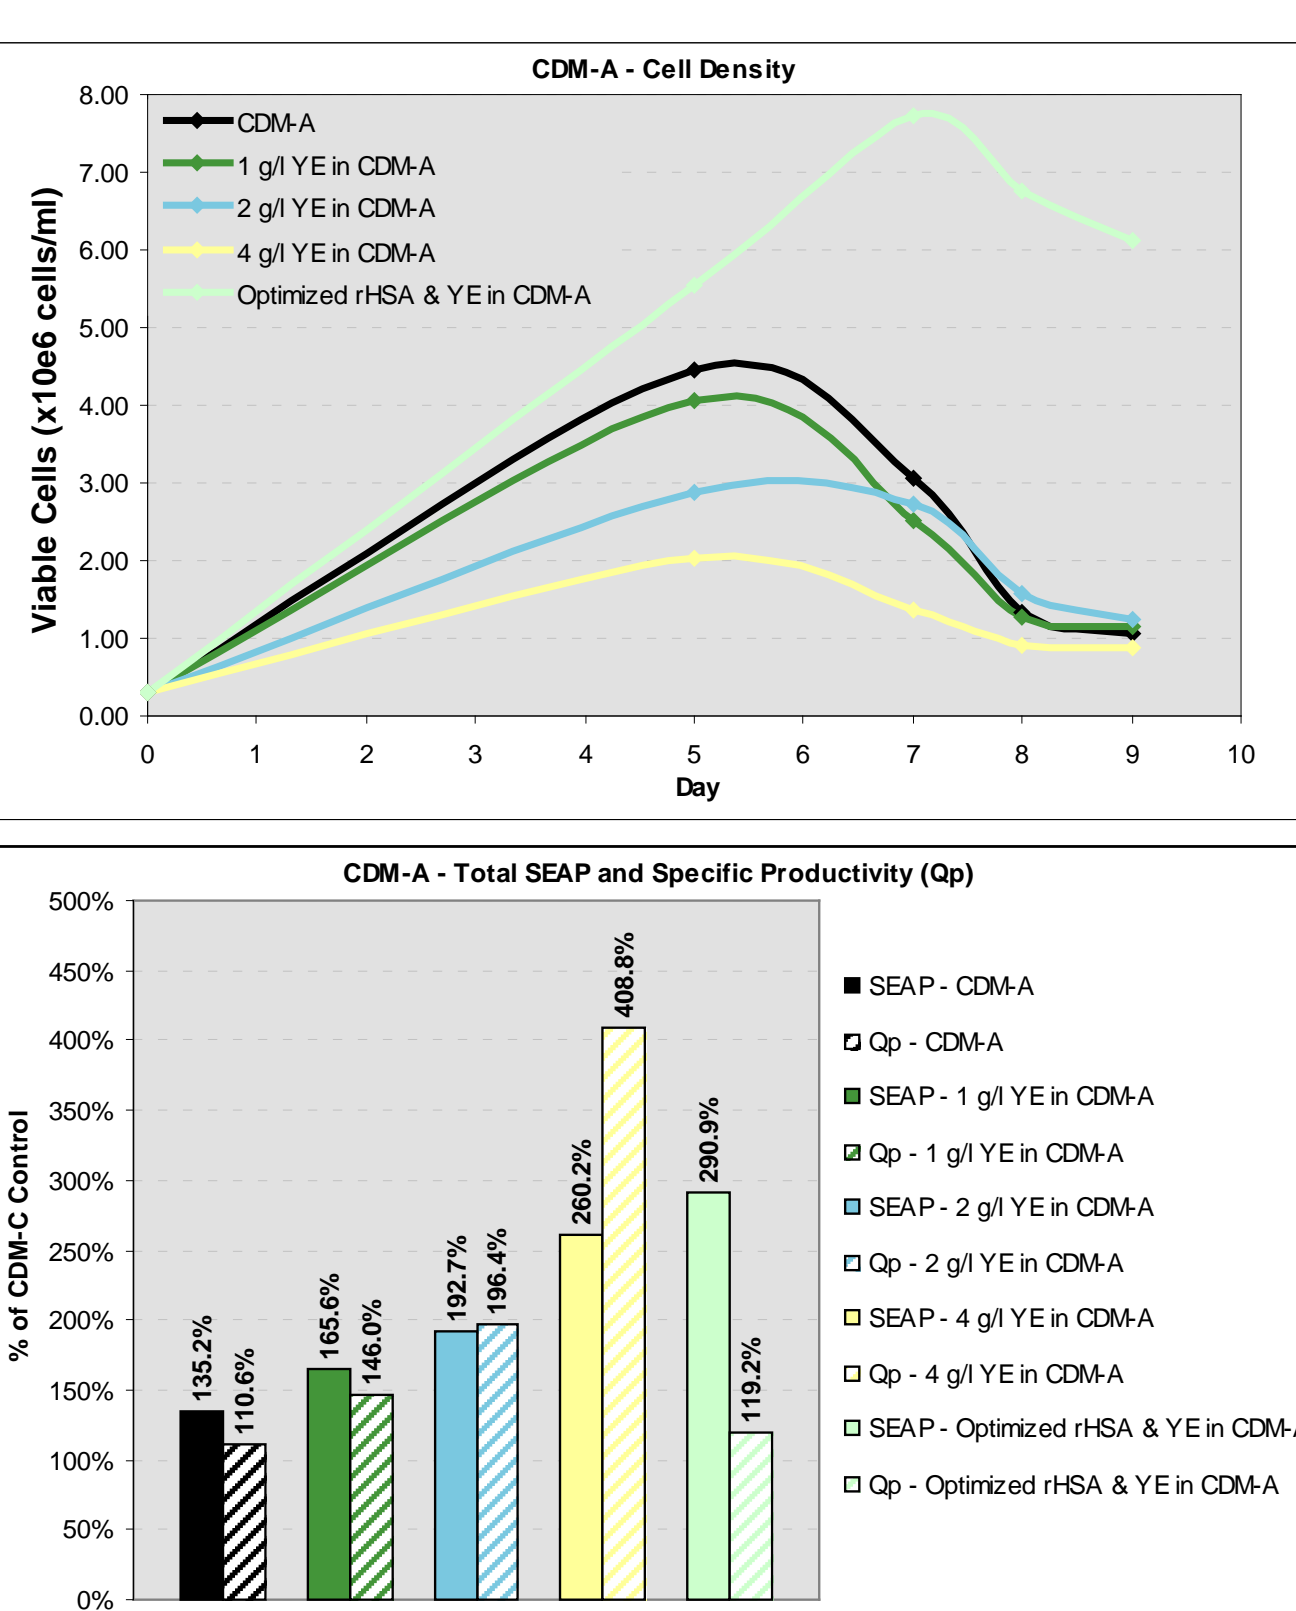 CDM-A - Cell Density
8.00
7.00
6.00
5.00
4.00
3.00
2.00
1.00
0.00
Viable Cells (x10e6 cells/ml)
CDM-A
1 g/l YE in CDM-A
2 g/l YE in CDM-A
4 g/l YE in CDM-A
Optimized rHSA & YE in CDM-A
0 1 2 3 4 5 6 7 8 9 10
Day
CDM-A - Total SEAP and Specific Productivity (Qp)
500%
450%
400%
350%
300%
250%
200%
150%
100%
50%
0%
% of CDM-C Control
135.2%
110.6%
165.6%
146.0%
192.7%
196.4%
260.2%
408.8%
290.9%
119.2%
SEAP - CDM-A
Qp - CDM-A
SEAP - 1 g/l YE in CDM-A
Qp - 1 g/l YE in CDM-A
SEAP - 2 g/l YE in CDM-A
Qp - 2 g/l YE in CDM-A
SEAP - 4 g/l YE in CDM-A
Qp - 4 g/l YE in CDM-A
SEAP - Optimized rHSA & YE in CDM-A
Qp - Optimized rHSA & YE in CDM-A